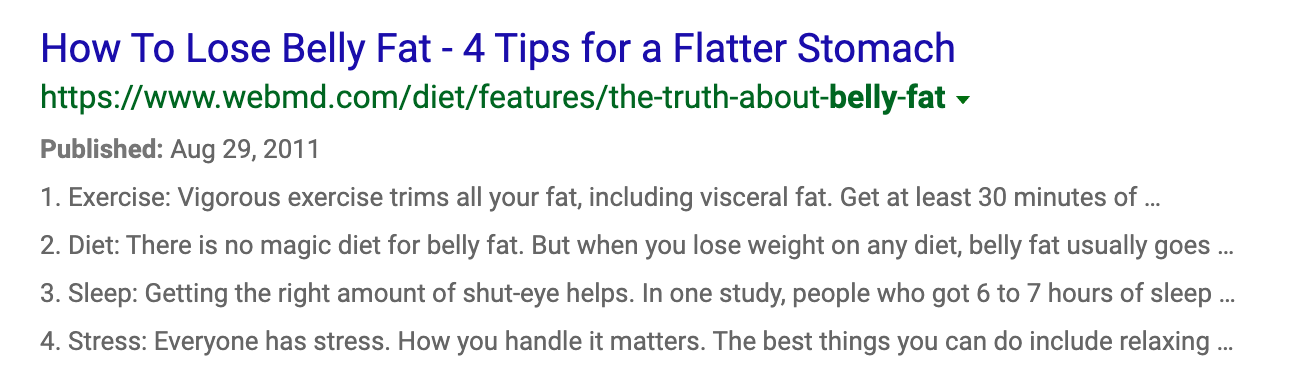 How To Lose Belly Fat - 4 Tips for a Flatter Stomach
https://www.webmd.com/diet/features/the-truth-about-belly-fat
Published: Aug 29, 2011
1. Exercise: Vigorous exercise trims all your fat, including visceral fat. Get at least 30 minutes of ...
2. Diet: There is no magic diet for belly fat. But when you lose weight on any diet, belly fat usually goes ...
3. Sleep: Getting the right amount of shut-eye helps. In one study, people who got 6 to 7 hours of sleep ...
4. Stress: Everyone has stress. How you handle it matters. The best things you can do include relaxing ...